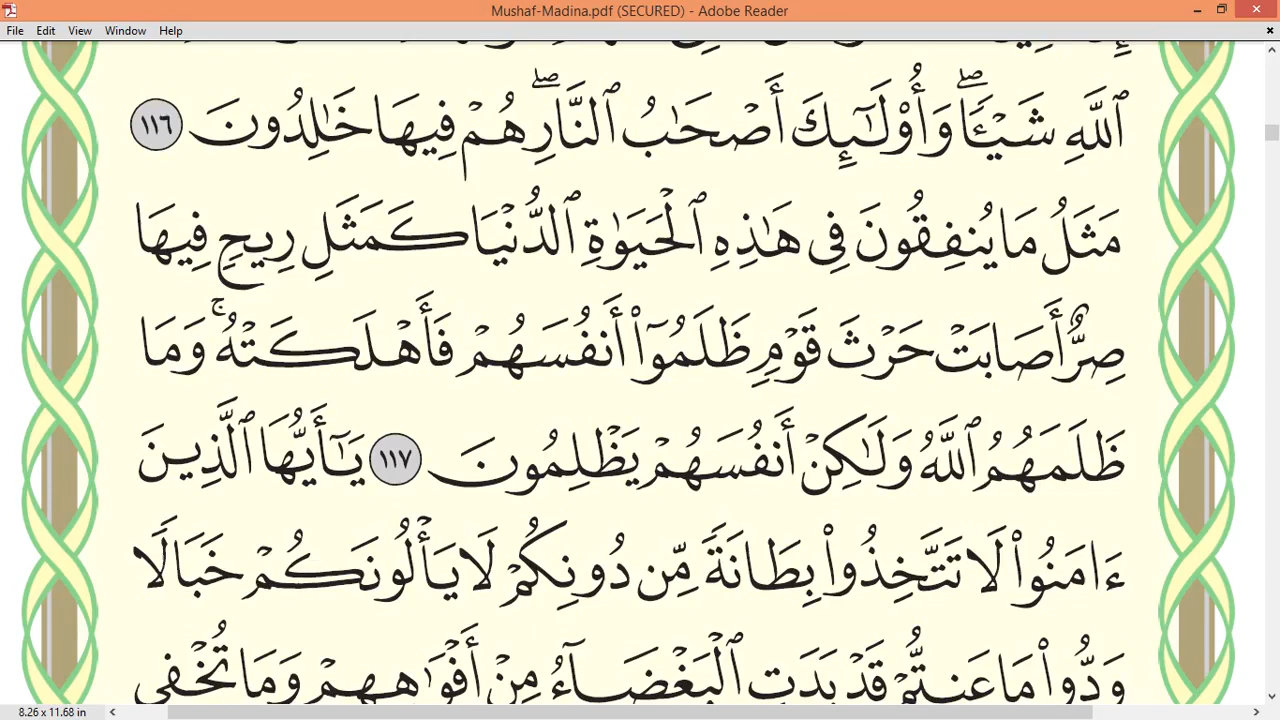 Mushaf-Madina.pdf (SECURED) - Adobe Reader
File Edit View Window Help
ٱللَّهِ شَيْـًٔا ۖ وَأُو۟لَـٰٓئِكَ أَصْحَـٰبُ ٱلنَّارِ ۖ هُمْ فِيهَا خَـٰلِدُونَ ١١٦
مَثَلُ مَا يُنفِقُونَ فِى هَـٰذِهِ ٱلْحَيَوٰةِ ٱلدُّنْيَا كَمَثَلِ رِيحٍ فِيهَا
صِرٌّ أَصَابَتْ حَرْثَ قَوْمٍ ظَلَمُوٓا۟ أَنفُسَهُمْ فَأَهْلَكَتْهُ ۚ وَمَا
ظَلَمَهُمُ ٱللَّهُ وَلَـٰكِنْ أَنفُسَهُمْ يَظْلِمُونَ ١١٧ يَـٰٓأَيُّهَا ٱلَّذِينَ
ءَامَنُوا۟ لَا تَتَّخِذُوا۟ بِطَانَةً مِّن دُونِكُمْ لَا يَأْلُونَكُمْ خَبَالًا
وَدُّوا۟ مَا عَنِتُّمْ قَدْ بَدَتِ ٱلْبَغْضَآءُ مِنْ أَفْوَٰهِهِمْ وَمَا تُخْفِى
8.26 x 11.68 in